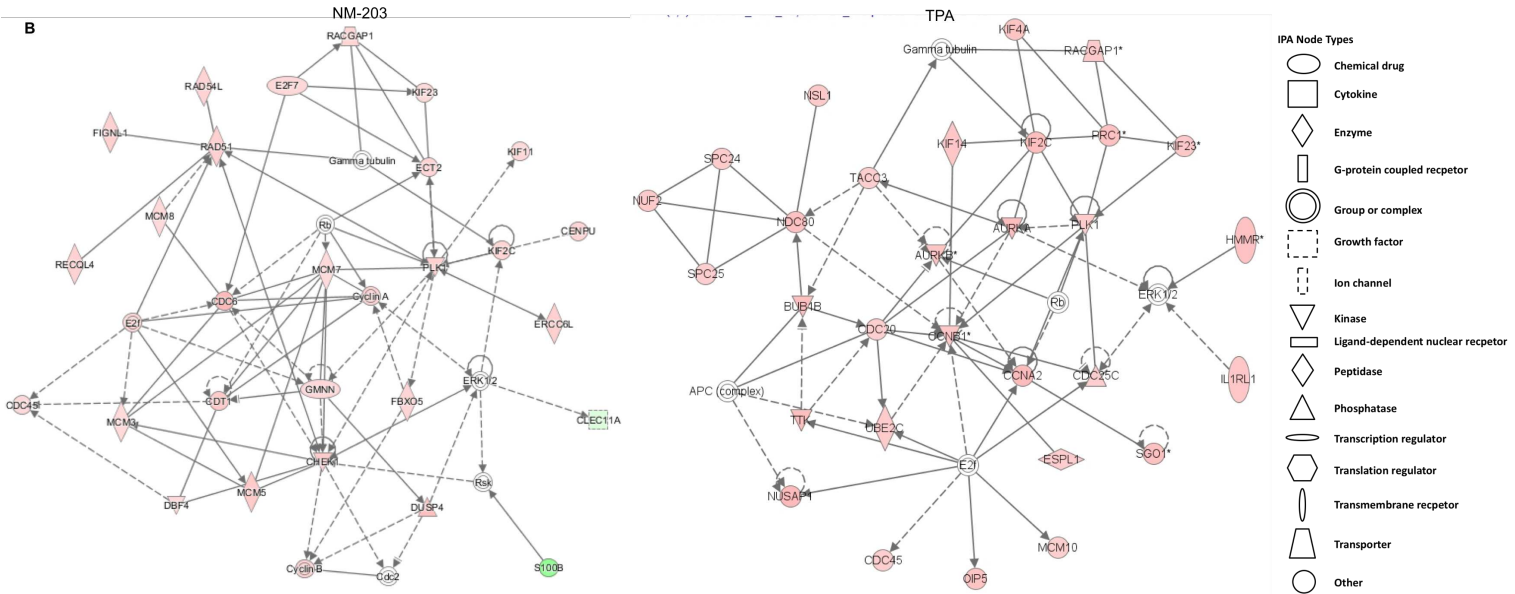 B
NM-203
RACGAP1
RAD54L
E2F7
KIF23
FIGNL1
RAD51
Gamma tubulin
ECT2
KIF11
MCM8
Rb
KIF2C
CENPU
RECQL4
MCM7
PLK1
CDC6
Cyclin A
E2f
ERCC6L
GMNN
ERK1/2
CDC45
CDT1
FBXO5
CLEC11A
MCM3
CHEK1
Rsk
DBF4
MCM5
DUSP4
Cyclin B
Cdc2
S100B
TPA
KIF4A
Gamma tubulin
RACGAP1*
NSL1
KIF14
KIF2C
PRC1*
KIF23*
SPC24
TACC3
NUF2
NDC80
AURKA
PLK1
HMMR*
AURKB*
SPC25
BUB4B
Rb
ERK1/2
CDC20
CCNB1*
APC (complex)
CCNA2
CDC25C
IL1RL1
TTK
UBE2C
E2f
ESPL1
SGO1*
NUSAP1
CDC45
OIP5
MCM10
IPA Node Types
Chemical drug
Cytokine
Enzyme
G-protein coupled recpetor
Group or complex
Growth factor
Ion channel
Kinase
Ligand-dependent nuclear recpetor
Peptidase
Phosphatase
Transcription regulator
Translation regulator
Transmembrane recpetor
Transporter
Other